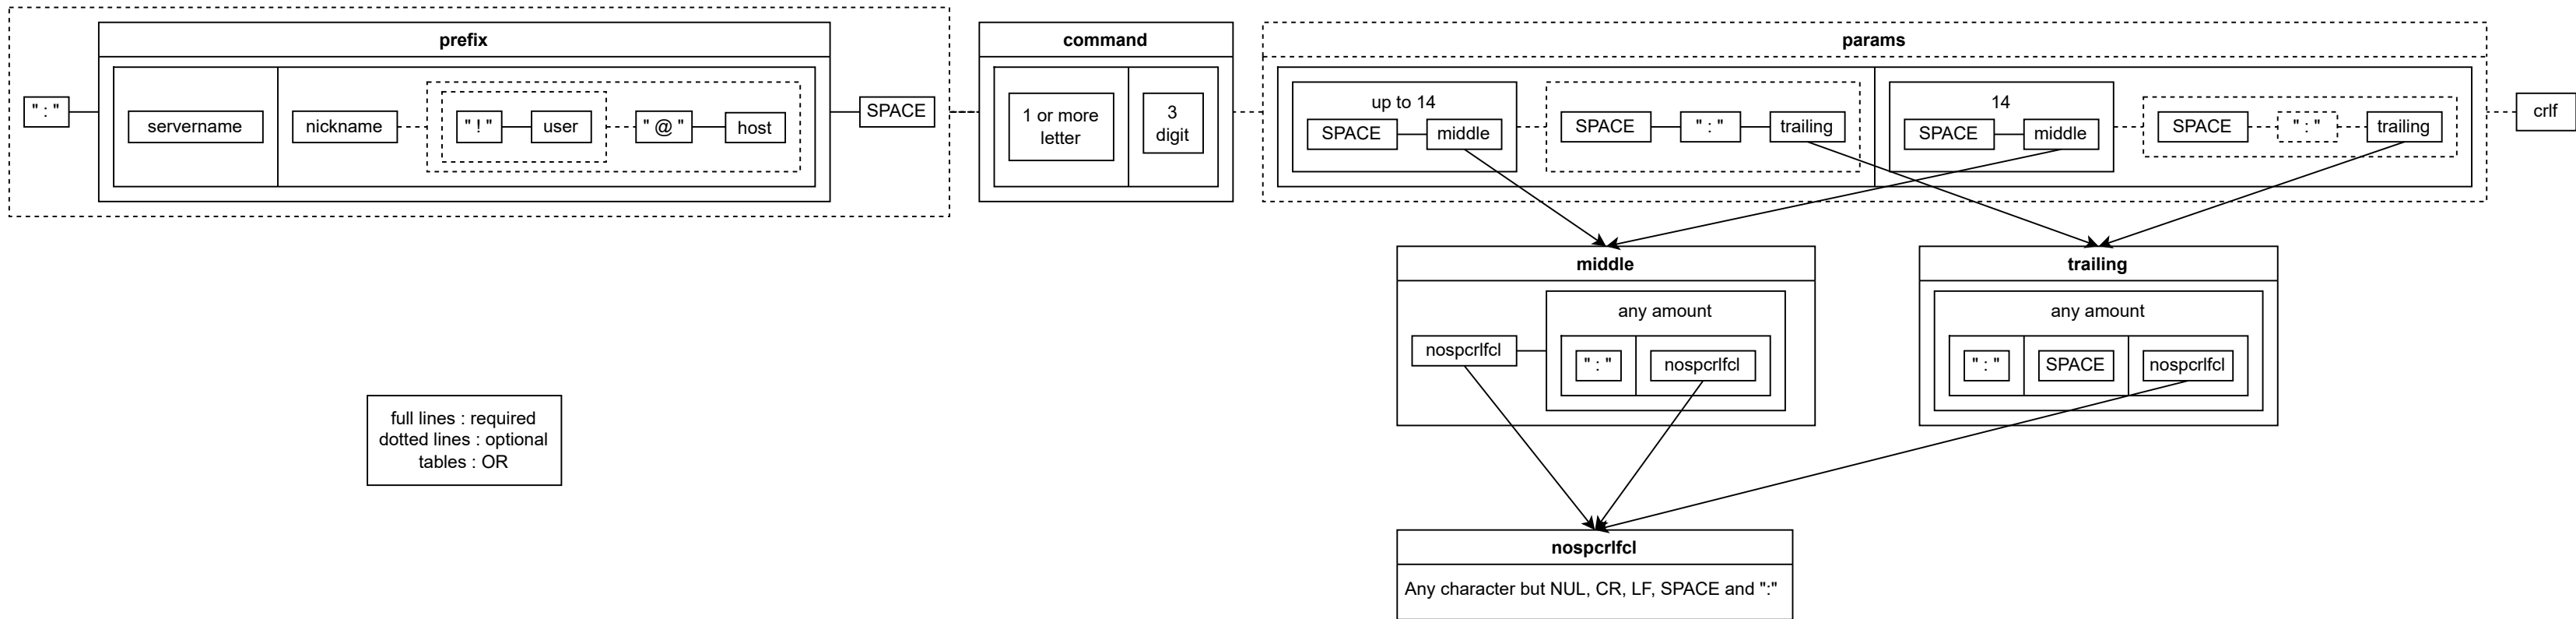 prefix
command
params
" : "
servername
nickname
" ! "
user
" @ "
host
SPACE
1 or more
letter
3
digit
up to 14
SPACE
middle
SPACE
" : "
trailing
14
SPACE
middle
SPACE
" : "
trailing
crlf
middle
nospcrlfcl
any amount
" : "
nospcrlfcl
trailing
any amount
" : "
SPACE
nospcrlfcl
full lines : required
dotted lines : optional
tables : OR
nospcrlfcl
Any character but NUL, CR, LF, SPACE and ":"